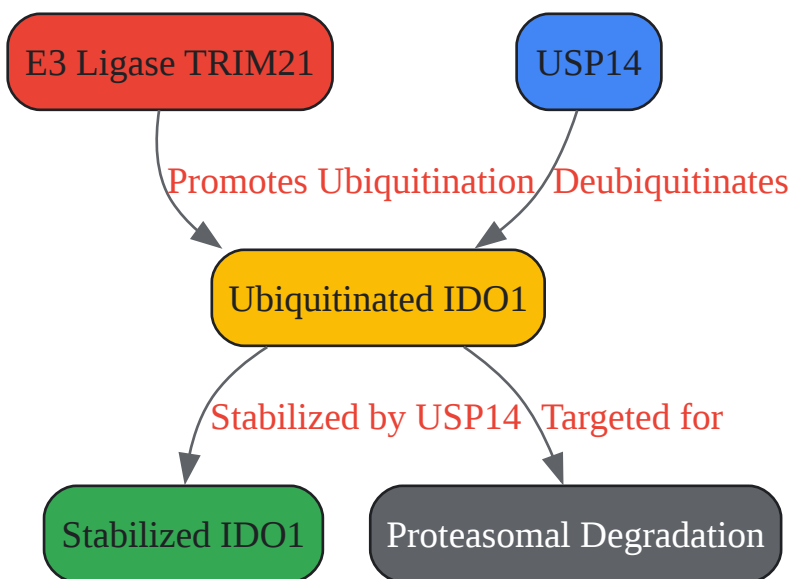 E3 Ligase TRIM21
USP14
Promotes Ubiquitination
Deubiquitinates
Ubiquitinated IDO1
Stabilized by USP14
Targeted for
Stabilized IDO1
Proteasomal Degradation